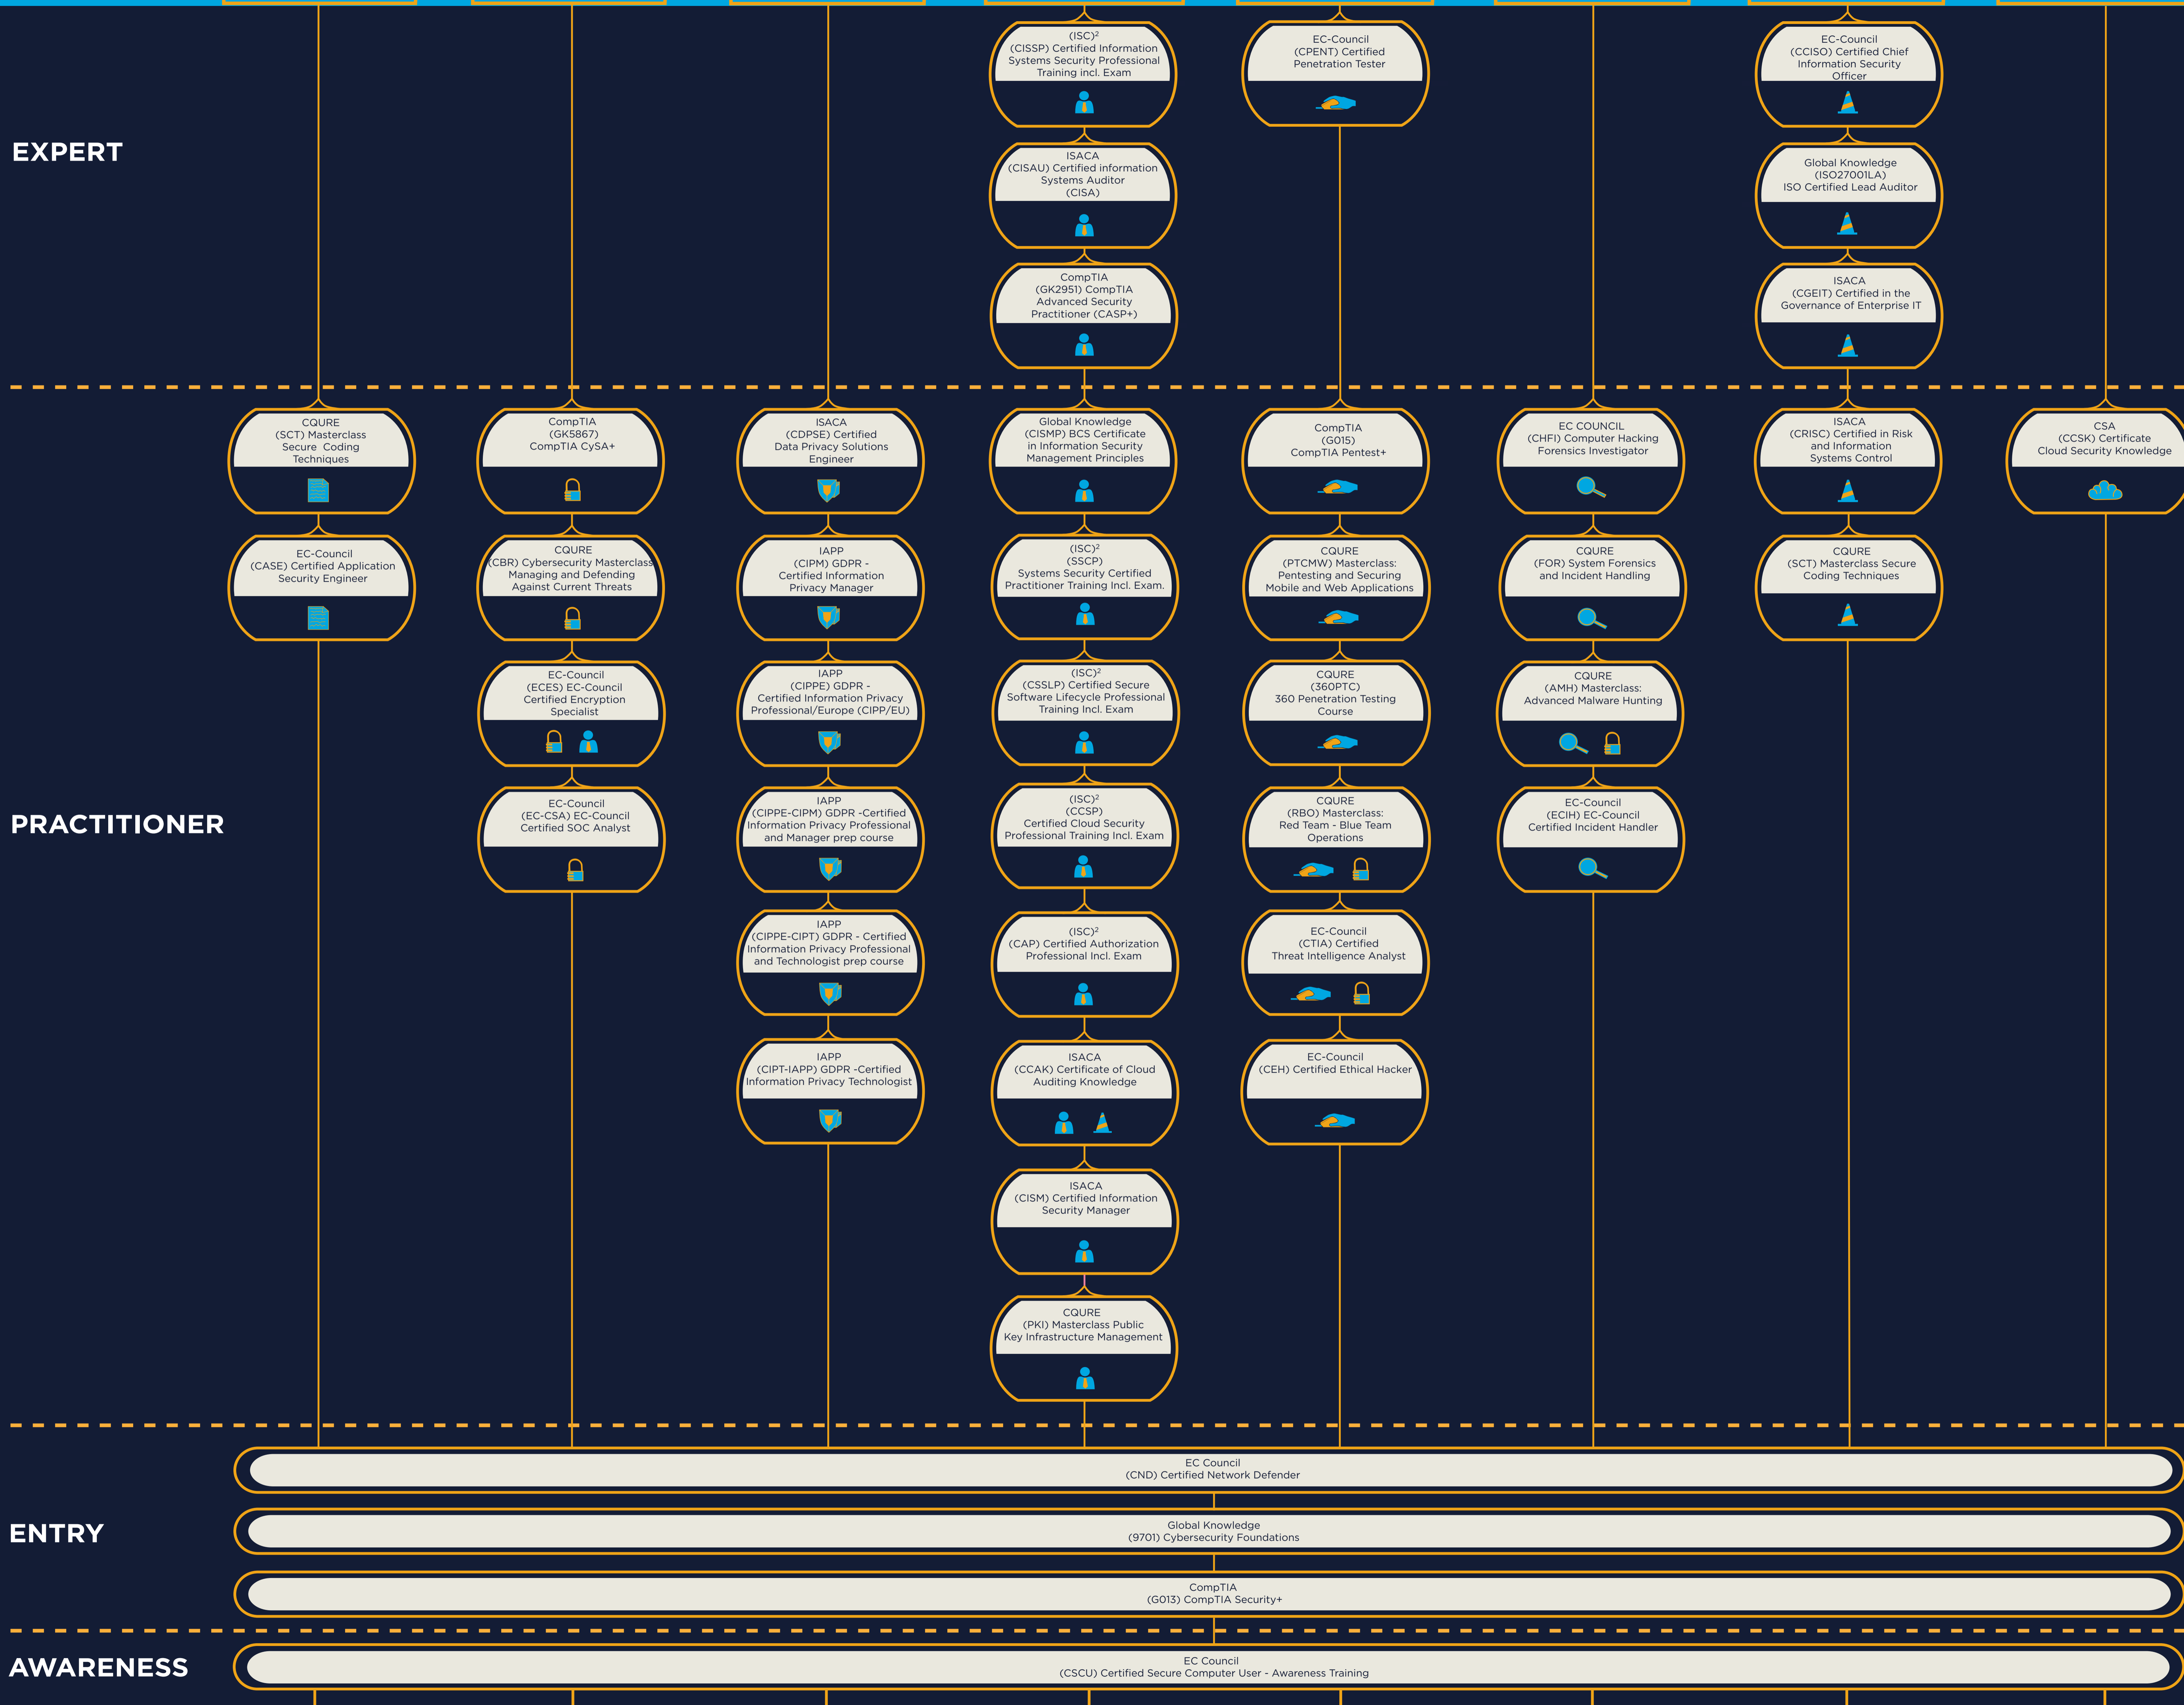 EXPERT
(ISC)²
(CISSP) Certified Information
Systems Security Professional
Training incl. Exam
EC-Council
(CPENT) Certified
Penetration Tester
EC-Council
(CCISO) Certified Chief
Information Security
Officer
ISACA
(CISAU) Certified information
Systems Auditor
(CISA)
Global Knowledge
(ISO27001LA)
ISO Certified Lead Auditor
CompTIA
(GK2951) CompTIA
Advanced Security
Practitioner (CASP+)
ISACA
(CGEIT) Certified in the
Governance of Enterprise IT
PRACTITIONER
CQURE
(SCT) Masterclass
Secure  Coding
Techniques
CompTIA
(GK5867)
CompTIA CySA+
ISACA
(CDPSE) Certified
Data Privacy Solutions
Engineer
Global Knowledge
(CISMP) BCS Certificate
in Information Security
Management Principles
CompTIA
(G015)
CompTIA Pentest+
EC COUNCIL
(CHFI) Computer Hacking
Forensics Investigator
ISACA
(CRISC) Certified in Risk
and Information
Systems Control
CSA
(CCSK) Certificate
Cloud Security Knowledge
EC-Council
(CASE) Certified Application
Security Engineer
CQURE
(CBR) Cybersecurity Masterclass
Managing and Defending
Against Current Threats
IAPP
(CIPM) GDPR -
Certified Information
Privacy Manager
(ISC)²
(SSCP)
Systems Security Certified
Practitioner Training Incl. Exam.
CQURE
(PTCMW) Masterclass:
Pentesting and Securing
Mobile and Web Applications
CQURE
(FOR) System Forensics
and Incident Handling
CQURE
(SCT) Masterclass Secure
Coding Techniques
EC-Council
(ECES) EC-Council
Certified Encryption
Specialist
IAPP
(CIPPE) GDPR -
Certified Information Privacy
Professional/Europe (CIPP/EU)
(ISC)²
(CSSLP) Certified Secure
Software Lifecycle Professional
Training Incl. Exam
CQURE
(360PTC)
360 Penetration Testing
Course
CQURE
(AMH) Masterclass:
Advanced Malware Hunting
EC-Council
(EC-CSA) EC-Council
Certified SOC Analyst
IAPP
(CIPPE-CIPM) GDPR -Certified
Information Privacy Professional
and Manager prep course
(ISC)²
(CCSP)
Certified Cloud Security
Professional Training Incl. Exam
CQURE
(RBO) Masterclass:
Red Team - Blue Team
Operations
EC-Council
(ECIH) EC-Council
Certified Incident Handler
IAPP
(CIPPE-CIPT) GDPR - Certified
Information Privacy Professional
and Technologist prep course
(ISC)²
(CAP) Certified Authorization
Professional Incl. Exam
EC-Council
(CTIA) Certified
Threat Intelligence Analyst
IAPP
(CIPT-IAPP) GDPR -Certified
Information Privacy Technologist
ISACA
(CCAK) Certificate of Cloud
Auditing Knowledge
EC-Council
(CEH) Certified Ethical Hacker
ISACA
(CISM) Certified Information
Security Manager
CQURE
(PKI) Masterclass Public
Key Infrastructure Management
ENTRY
EC Council
(CND) Certified Network Defender
Global Knowledge
(9701) Cybersecurity Foundations
CompTIA
(G013) CompTIA Security+
AWARENESS
EC Council
(CSCU) Certified Secure Computer User - Awareness Training